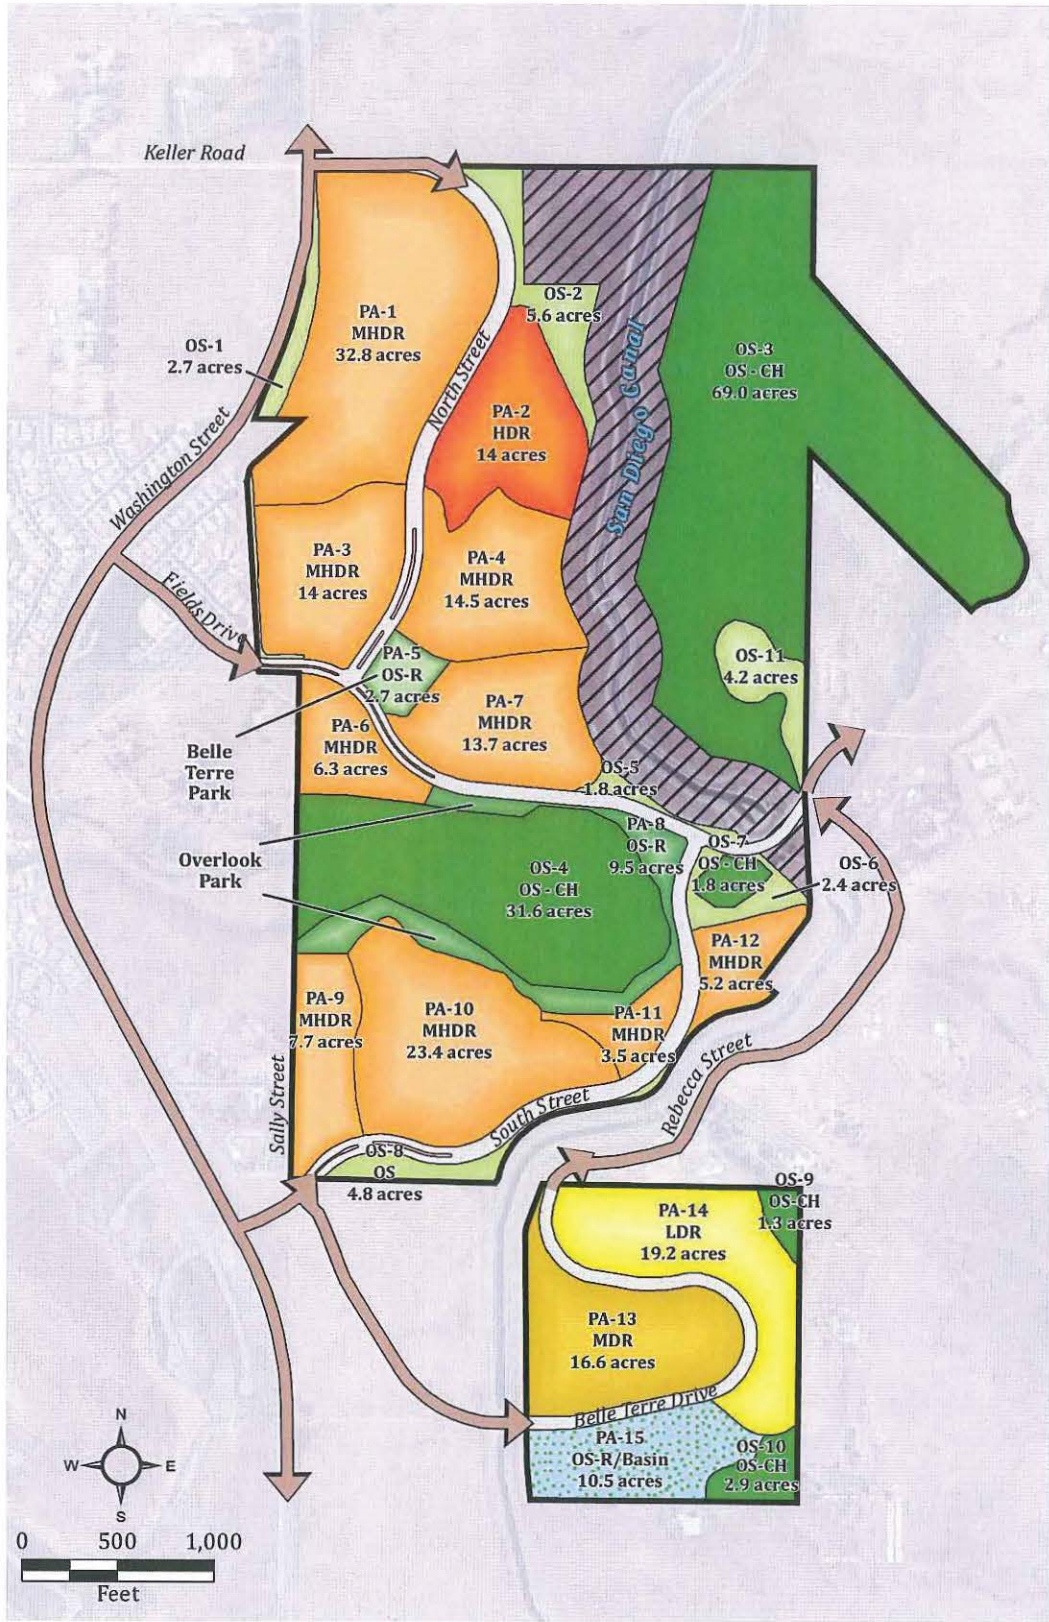 Keller Road
PA-1
MHDR
32.8 acres
OS-1
2.7 acres
OS-2
5.6 acres
OS-3
OS - CH
69.0 acres
North Street
San Diego Canal
PA-2
HDR
14 acres
Washington Street
PA-3
MHDR
14 acres
PA-4
MHDR
14.5 acres
Fields Drive
PA-5
OS-R
2.7 acres
OS-11
4.2 acres
PA-6
MHDR
6.3 acres
PA-7
MHDR
13.7 acres
Belle
Terre
Park
OS-5
1.8 acres
PA-8
OS-R
9.5 acres
OS-7
OS - CH
1.8 acres
OS-6
2.4 acres
Overlook
Park
OS-4
OS - CH
31.6 acres
PA-12
MHDR
5.2 acres
PA-9
MHDR
7.7 acres
PA-10
MHDR
23.4 acres
PA-11
MHDR
3.5 acres
Sally Street
South Street
Rebecca Street
OS-8
OS
4.8 acres
OS-9
OS-CH
1.3 acres
PA-14
LDR
19.2 acres
PA-13
MDR
16.6 acres
Belle Terre Drive
PA-15
OS-R/Basin
10.5 acres
OS-10
OS-CH
2.9 acres
N
W E
S
0 500 1,000
Feet